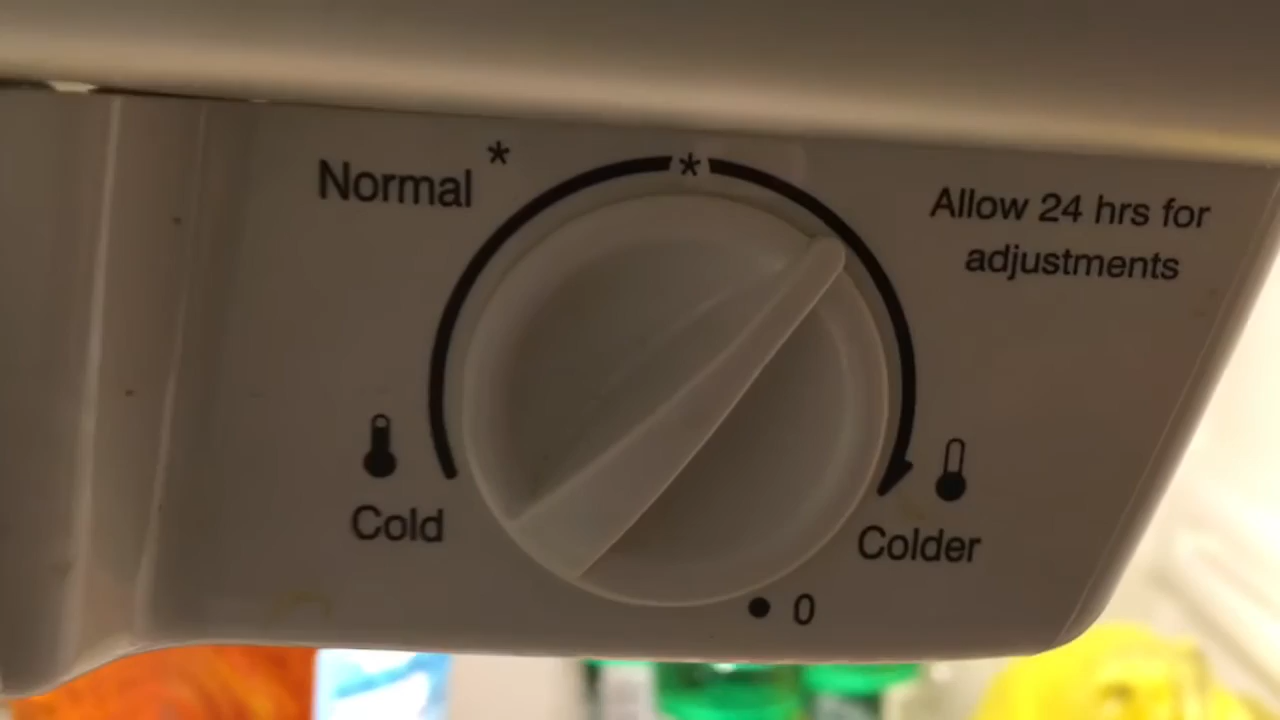 Normal *
*
Allow 24 hrs for
adjustments
Cold
Colder
• 0